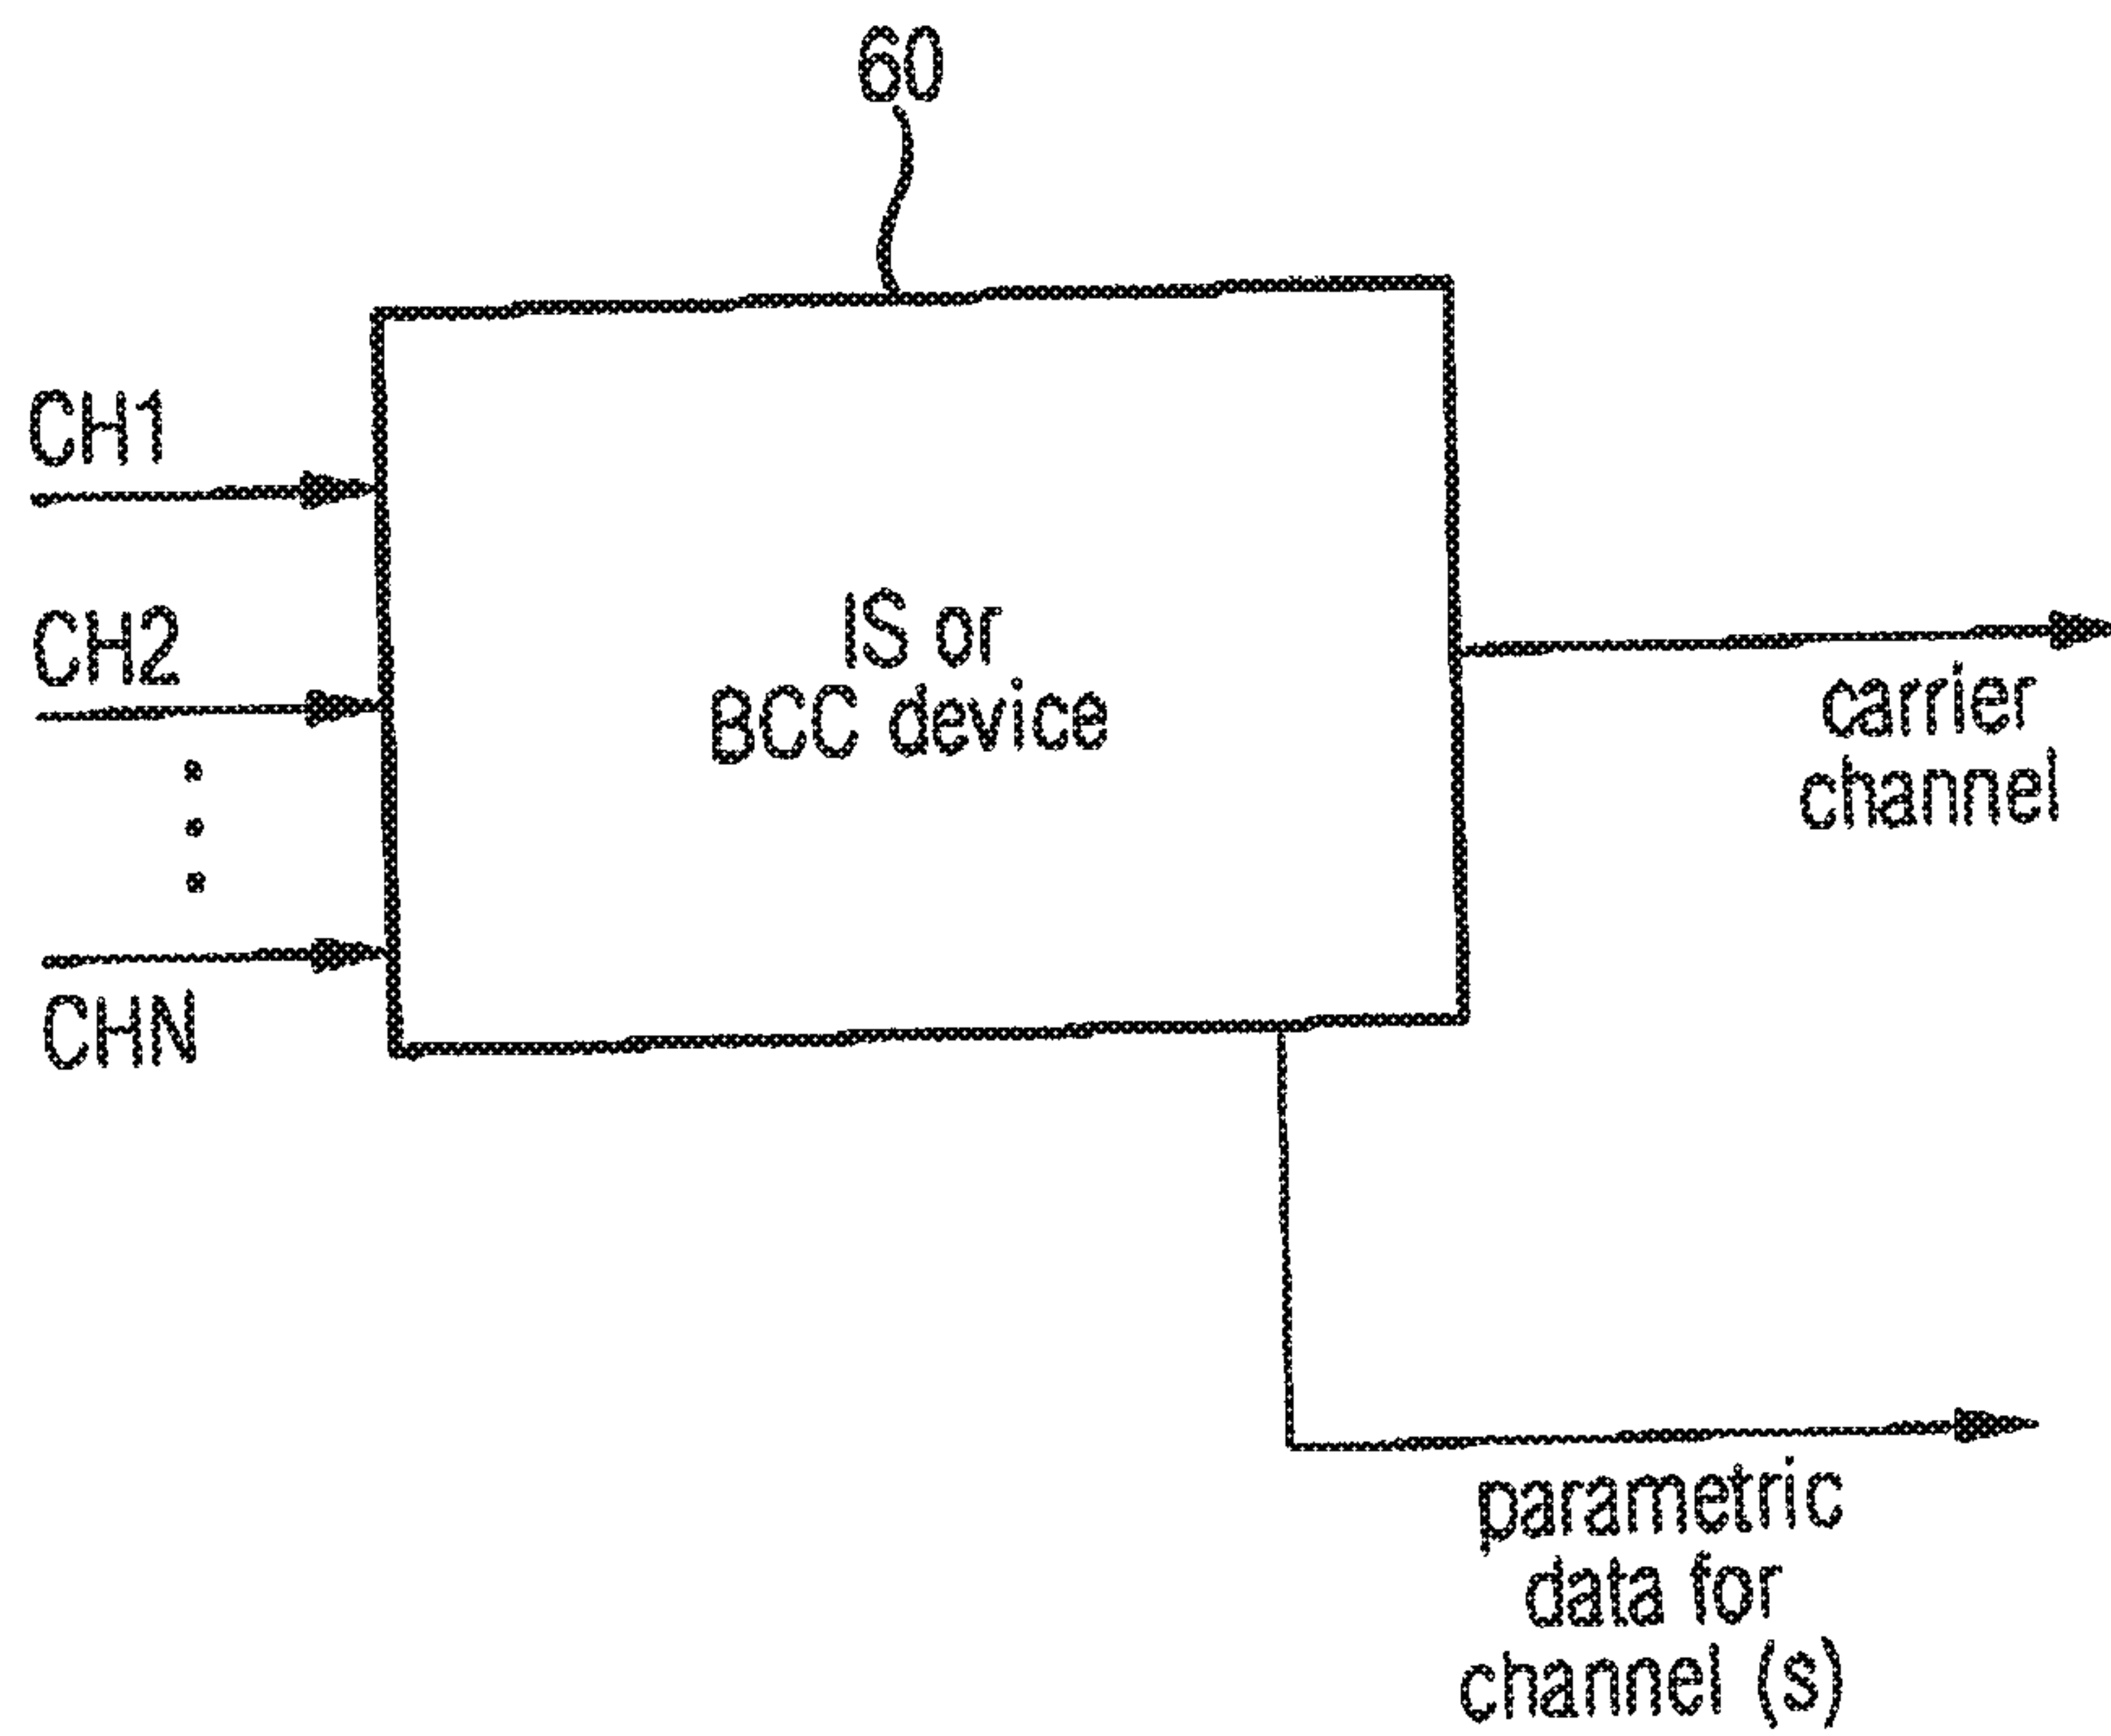 60
CH1
CH2
CHN
IS or
BCC device
carrier
channel
parametric
data for
channel (s)